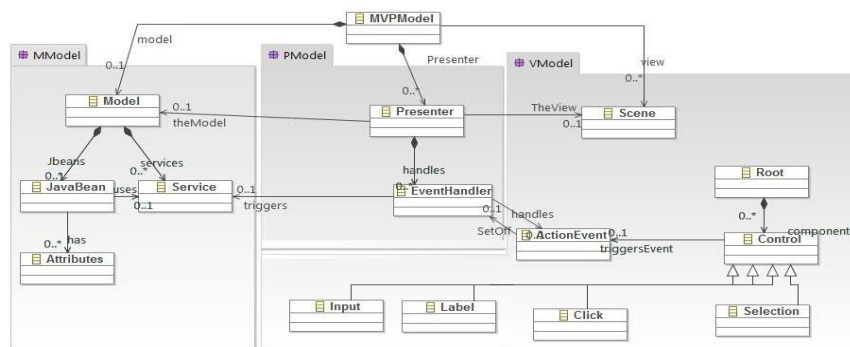 MVPModel
model
MModel
PModel
Presenter
VModel
view
0..1
0..*
0..*
Model
0..1
theModel
Presenter
TheView
0..1
Scene
Jbeans
0..*
services
0..*
handles
0..*
JavaBean
uses
0..1
Service
0..1
triggers
EventHandler
0..1
handles
SetOff
Root
0..*
component
0..*
has
Attributes
ActionEvent
0..1
triggersEvent
Control
Input
Label
Click
Selection